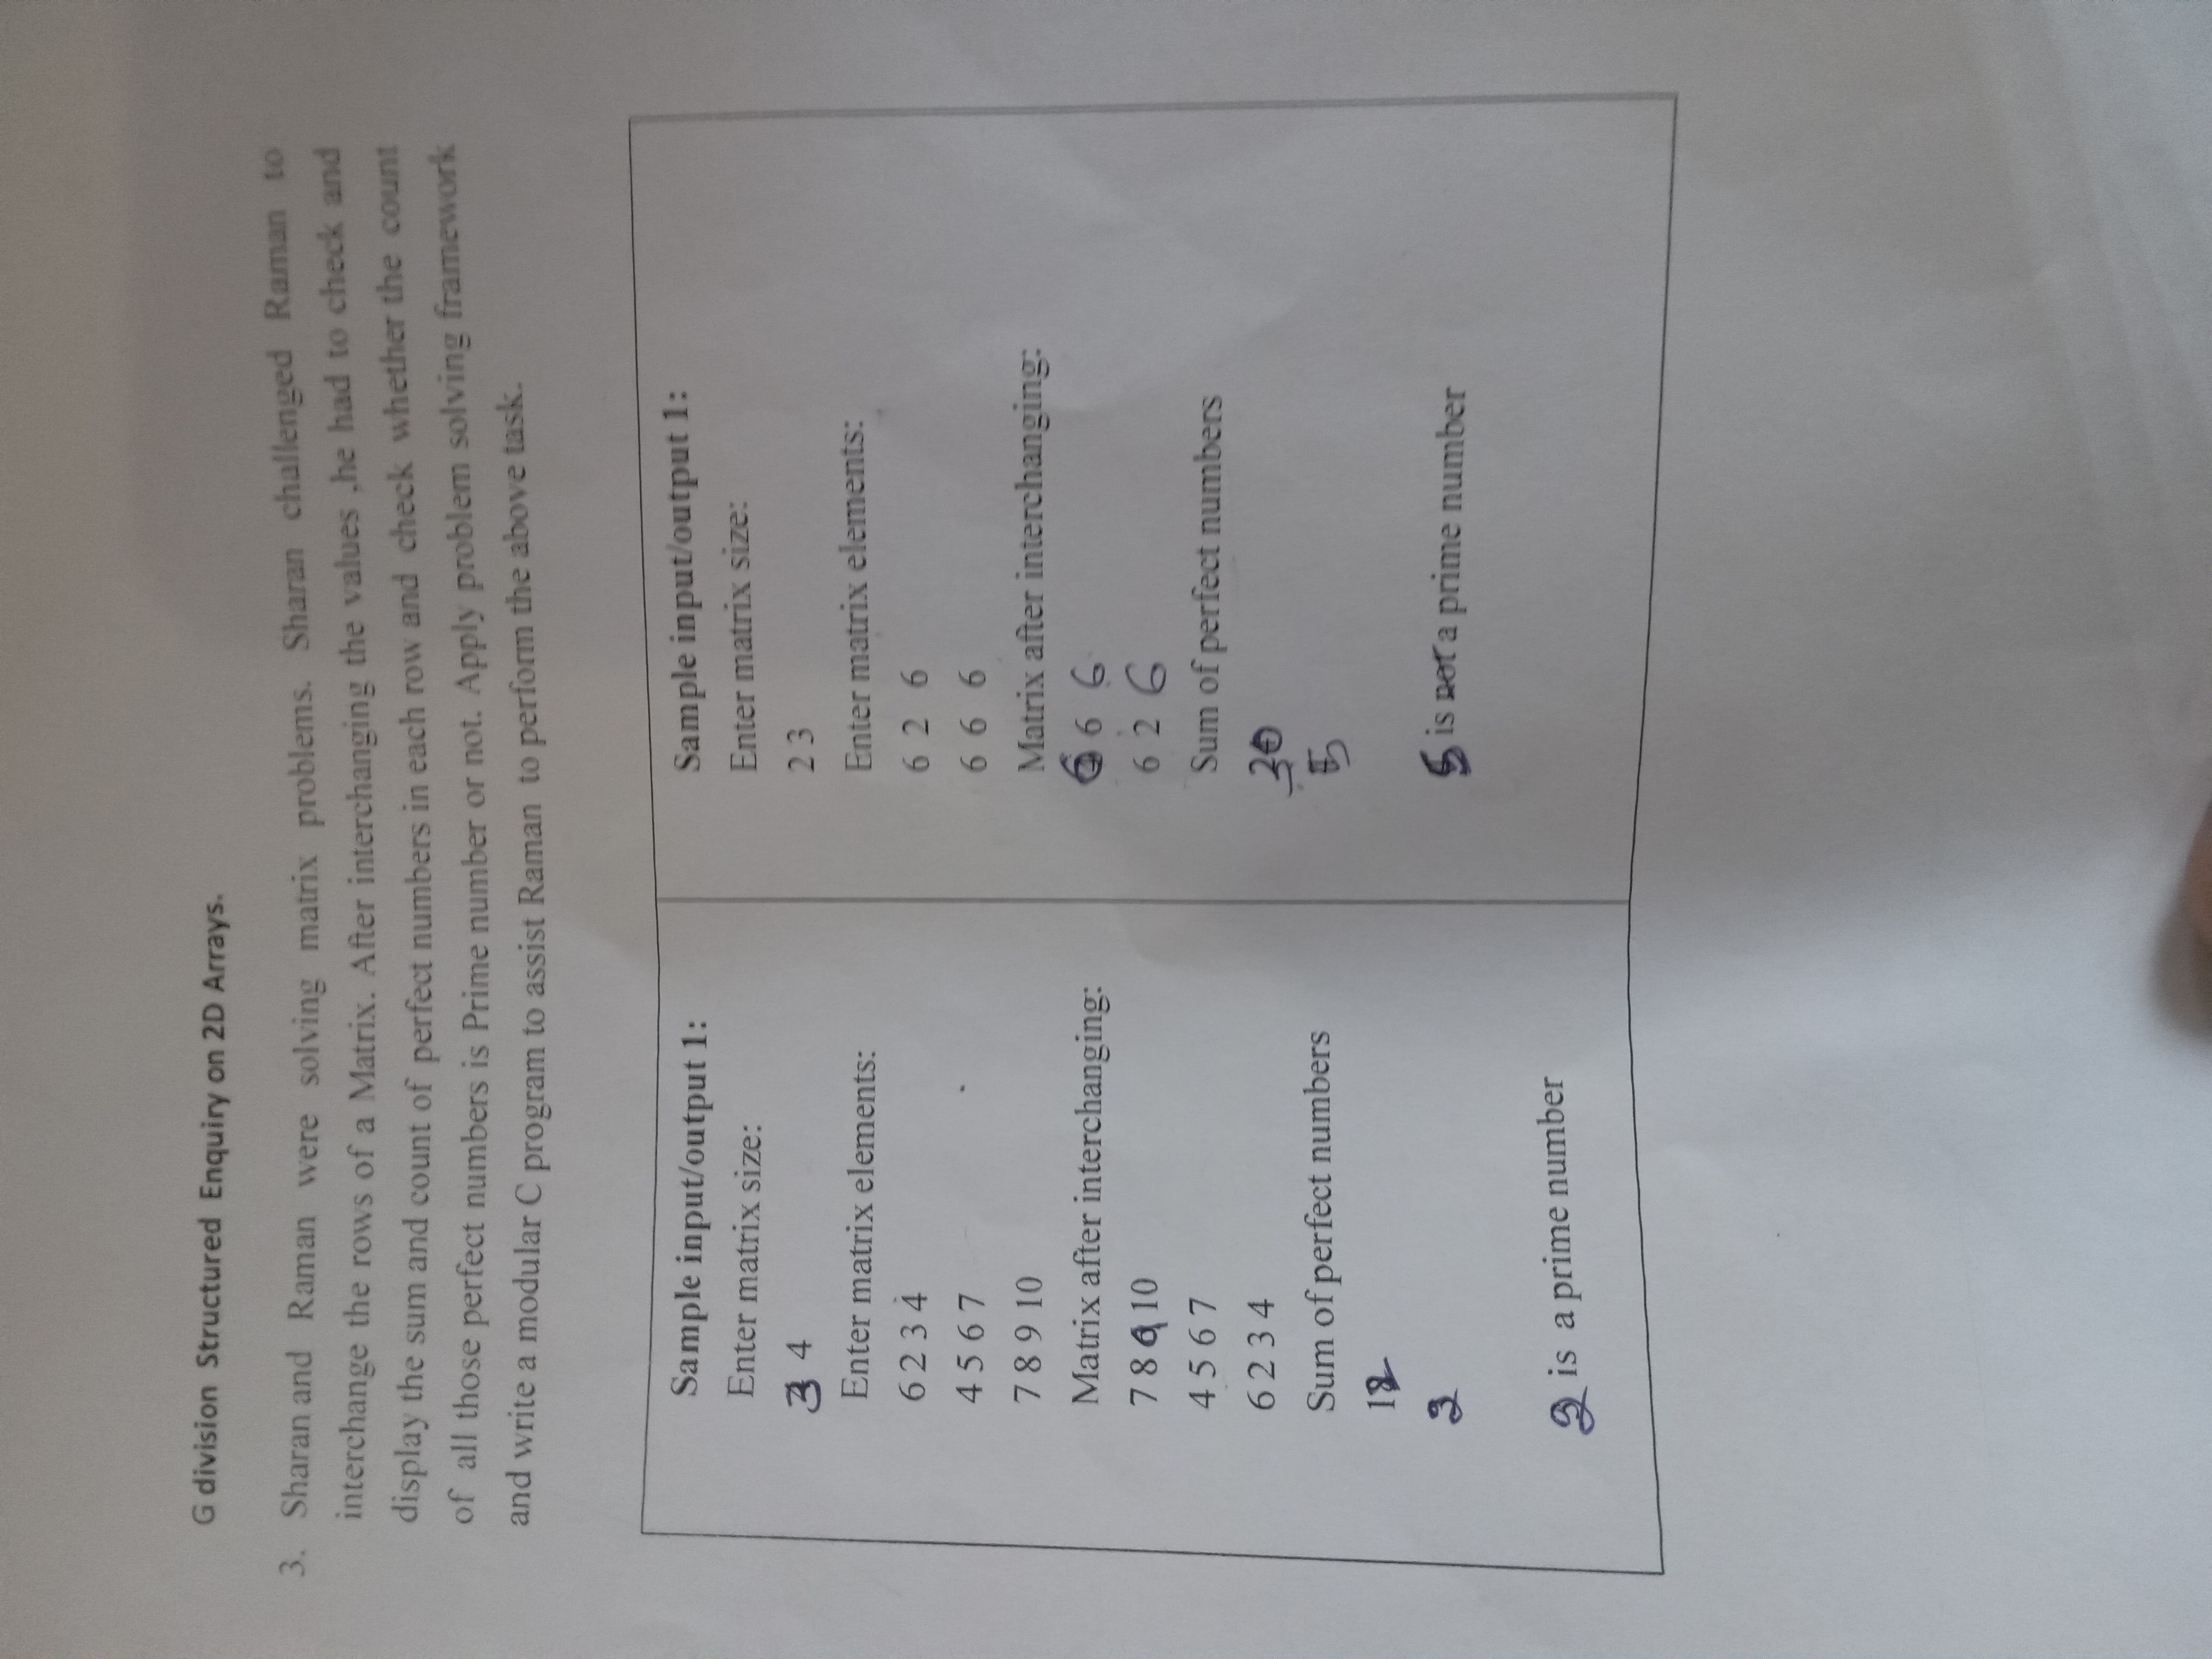 G division Structured Enquiry on 2D Arrays.
3. Sharan and Raman were solving matrix problems. Sharan challenged Raman to
interchange the rows of a Matrix. After interchanging the values ,he had to check and
display the sum and count of perfect numbers in each row and check whether the count
of all those perfect numbers is Prime number or not. Apply problem solving framework
and write a modular C program to assist Raman to perform the above task.
Sample input/output 1:
Enter matrix size:
3 4
Enter matrix elements:
6 2 3 4
4 5 6 7
7 8 9 10
Matrix after interchanging:
7 8 9 10
4 5 6 7
6 2 3 4
Sum of perfect numbers
12
2
2 is a prime number
Sample input/output 1:
Enter matrix size:
2 3
Enter matrix elements:
6 2 6
6 6 6
Matrix after interchanging:
6 6 6
6 2 6
Sum of perfect numbers
30
5
5 is not a prime number